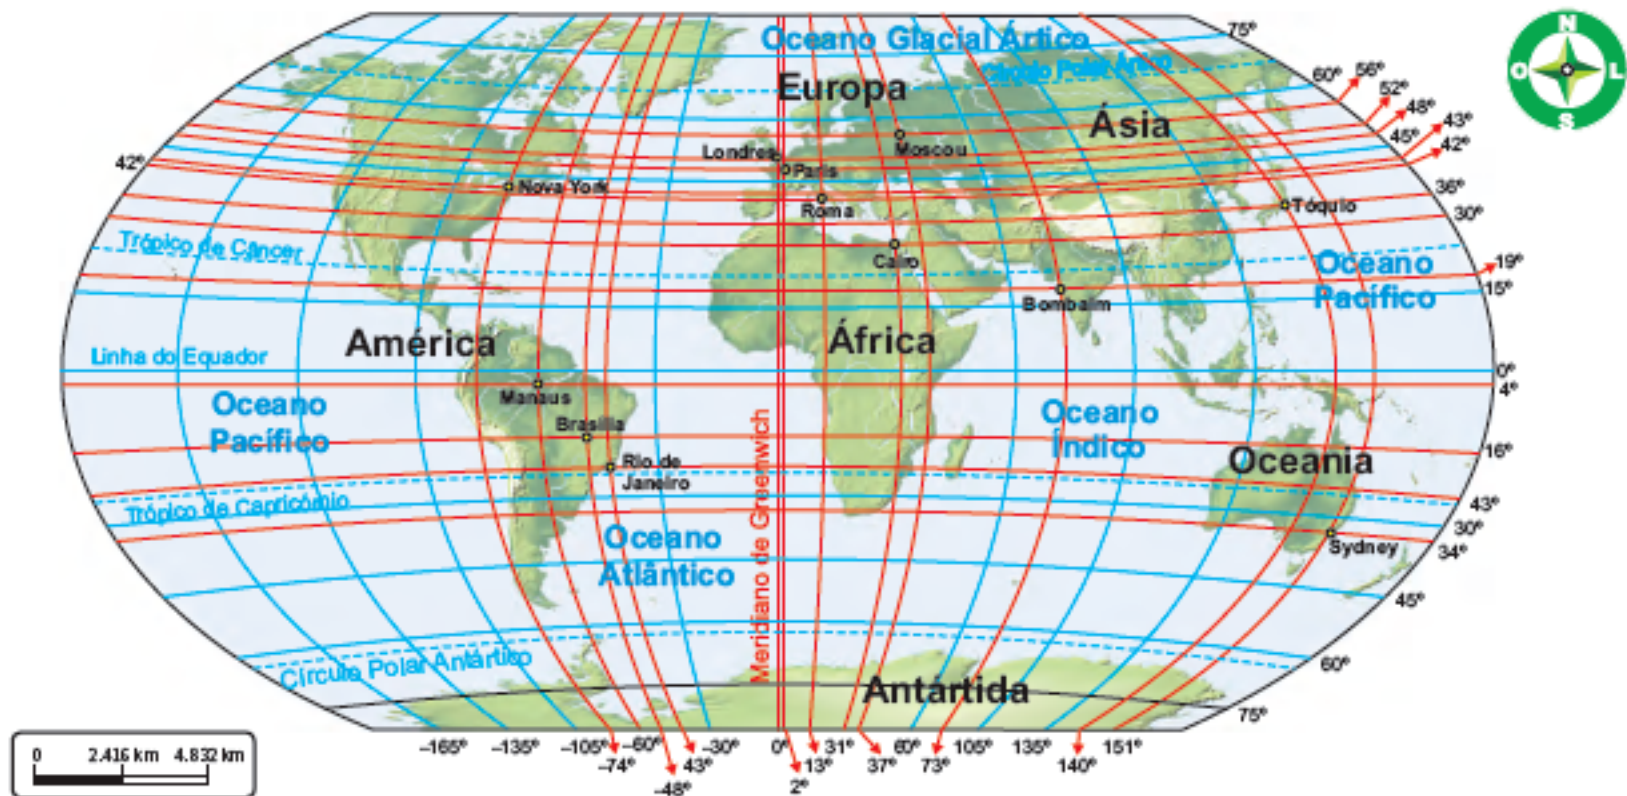 Oceano Glacial Ártico
75º
N
O
L
S
Círculo Polar Ártico
Europa
60º
56º
52º
48º
43º
45º
42º
Ásia
Londres
Moscou
42º
Paris
Nova York
Roma
Tóquio
36º
30º
Trópico de Câncer
Cairo
Oceano
Pacífico
19º
15º
Bombaim
América
África
Linha do Equador
0º
4º
Manaus
Oceano
Pacífico
Brasília
Oceano
Índico
16º
Rio de
Janeiro
Oceania
Trópico de Capricórnio
43º
30º
34º
Sydney
Oceano
Atlântico
Meridiano de Greenwich
45º
Círculo Polar Antártico
60º
Antártida
75º
–165º
–135º
–105º
–60º
–30º
0º
31º
60º
105º
135º
151º
–74º
43º
13º
37º
73º
140º
–48º
2º
0
2.416 km
4.832 km